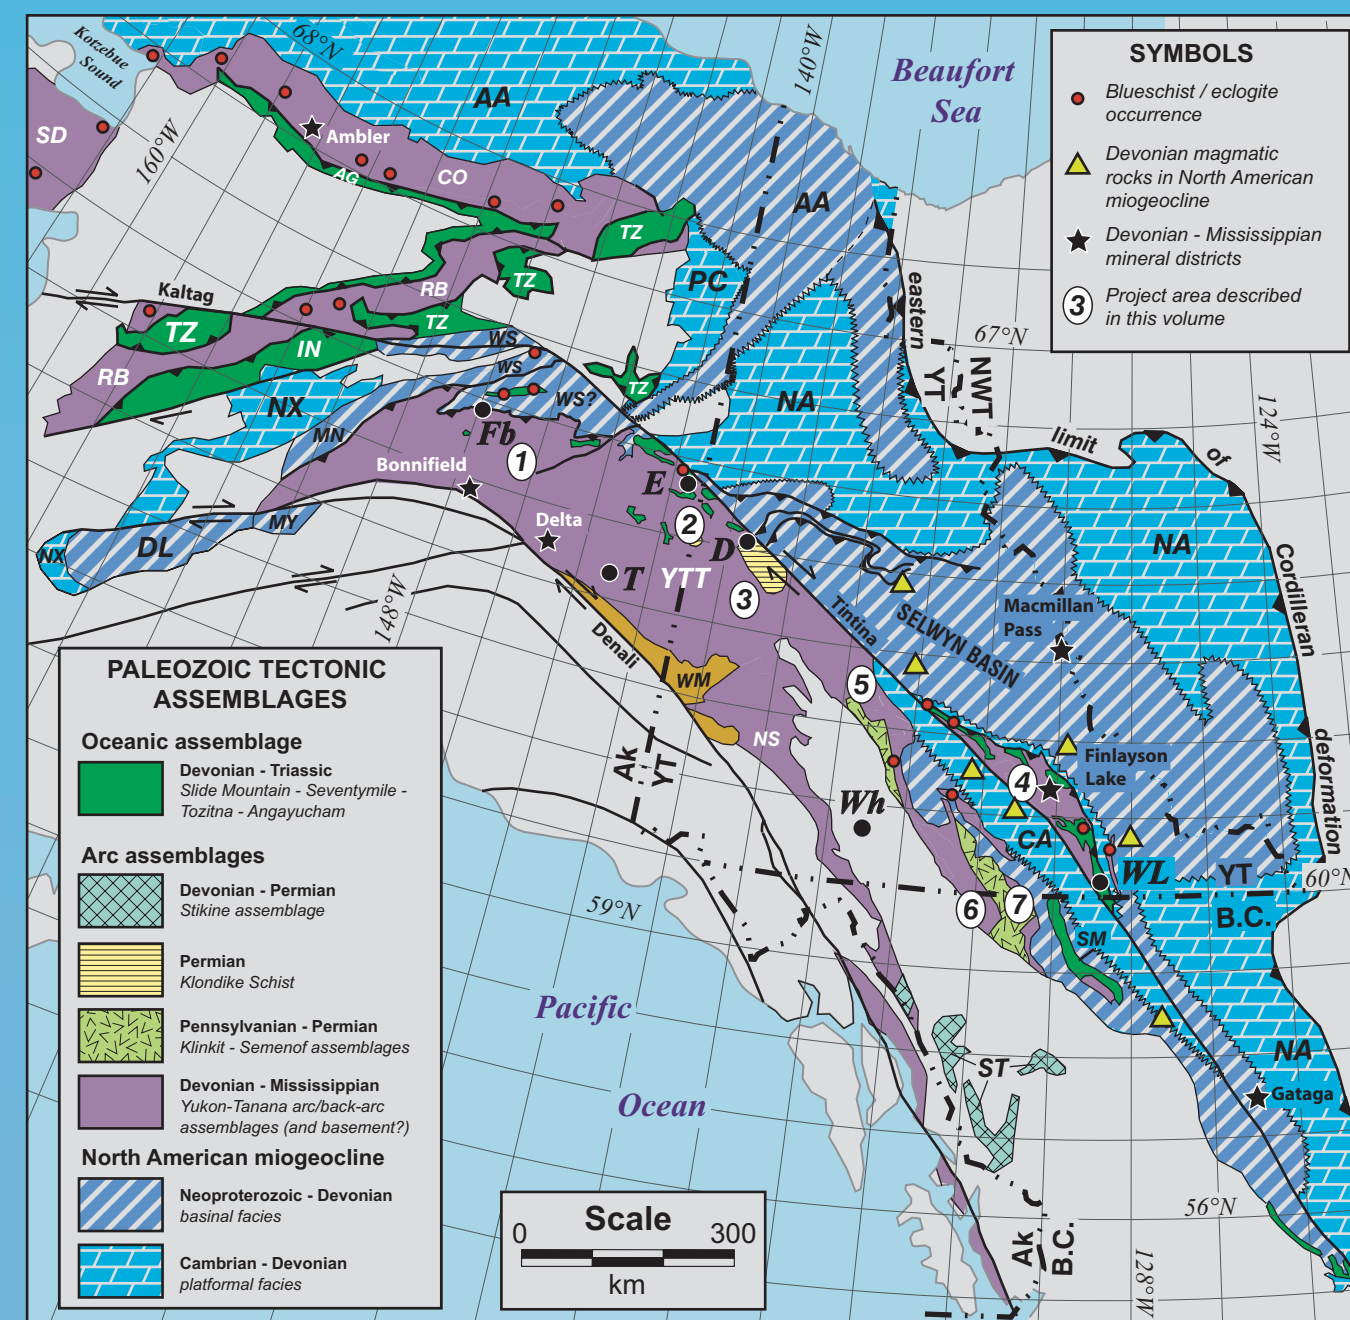 Kotzebue
Sound
68°N
140°W
Beaufort
Sea
SYMBOLS
Blueschist / eclogite
occurrence
Devonian magmatic
rocks in North American
miogeocline
Devonian - Mississippian
mineral districts
3
Project area described
in this volume
AA
SD
Ambler
160°W
AG
CO
AA
TZ
TZ
PC
RB
Kaltag
TZ
TZ
IN
WS
WS
RB
WS?
TZ
eastern
67°N
NX
NA
YT
NWT
124°W
MN
Fb
limit
of
1
Bonnifield
E
MY
Delta
2
NX
DL
D
NA
Cordilleran
T
YTT
3
148°W
Macmillan
Pass
Tintina
SELWYN BASIN
Denali
WM
5
NS
deformation
Ak
YT
Finlayson
Lake
4
Wh
CA
WL
YT
60°N
59°N
6
7
B.C.
SM
Pacific
Ocean
ST
NA
Gataga
56°N
Ak
B.C.
128°W
PALEOZOIC TECTONIC
ASSEMBLAGES
Oceanic assemblage
Devonian - Triassic
Slide Mountain - Seventymile -
Tozitna - Angayucham
Arc assemblages
Devonian - Permian
Stikine assemblage
Permian
Klondike Schist
Pennsylvanian - Permian
Klinkit - Semenof assemblages
Devonian - Mississippian
Yukon-Tanana arc/back-arc
assemblages (and basement?)
North American miogeocline
Neoproterozoic - Devonian
basinal facies
Cambrian - Devonian
platformal facies
Scale
0 300
km